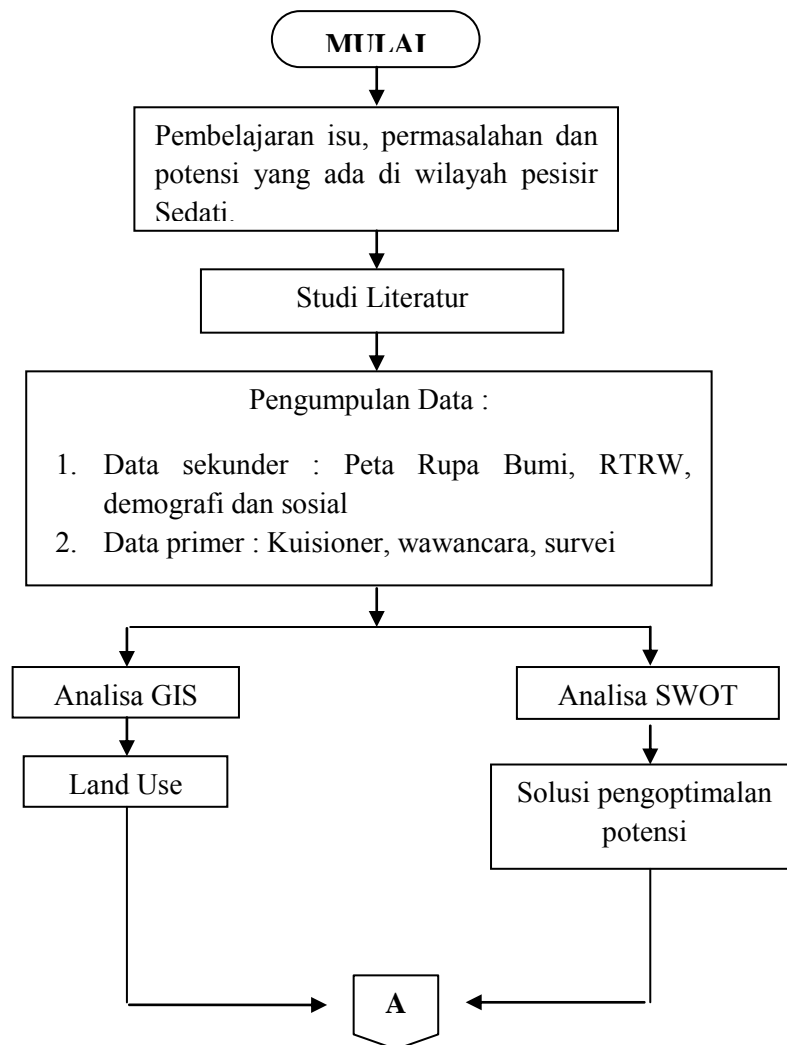 MULAI
Pembelajaran isu, permasalahan dan
potensi yang ada di wilayah pesisir
Sedati.
Studi Literatur
Pengumpulan Data :
1. Data sekunder : Peta Rupa Bumi, RTRW,
demografi dan sosial
2. Data primer : Kuisioner, wawancara, survei
Analisa GIS
Analisa SWOT
Land Use
Solusi pengoptimalan
potensi
A